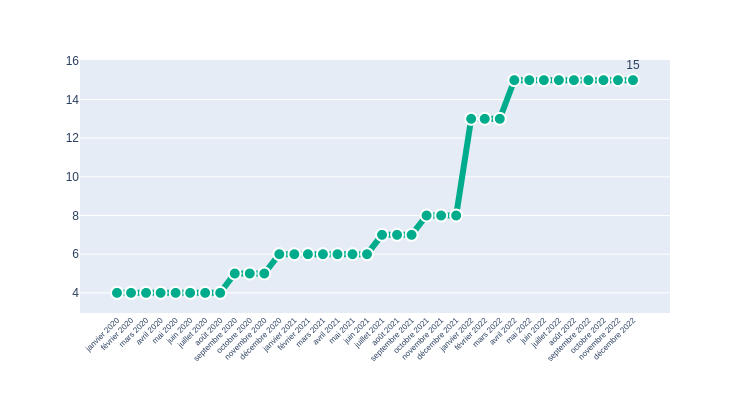 16
15
14
12
10
8
6
4
janvier 2020
février 2020
mars 2020
avril 2020
mai 2020
juin 2020
juillet 2020
août 2020
septembre 2020
octobre 2020
novembre 2020
décembre 2020
janvier 2021
février 2021
mars 2021
avril 2021
mai 2021
juin 2021
juillet 2021
août 2021
septembre 2021
octobre 2021
novembre 2021
décembre 2021
janvier 2022
février 2022
mars 2022
avril 2022
mai 2022
juin 2022
juillet 2022
août 2022
septembre 2022
octobre 2022
novembre 2022
décembre 2022